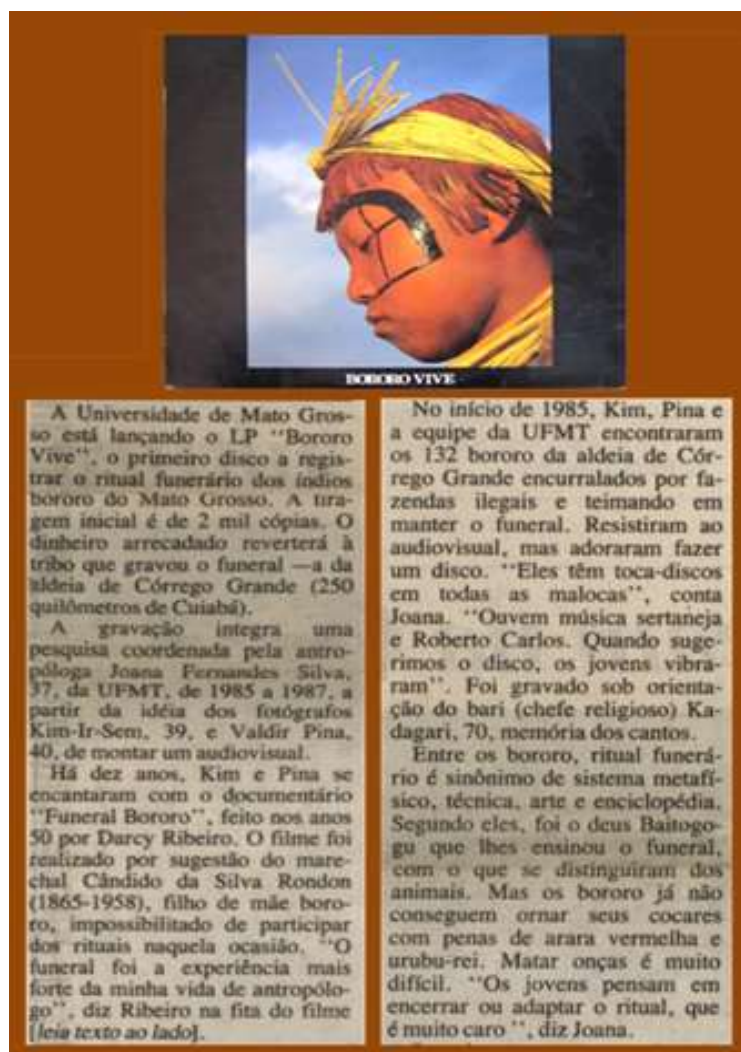 BORORO VIVE
A Universidade de Mato Gros-
so está lançando o LP "Bororo
Vive", o primeiro disco a regis-
trar o ritual funerário dos índios
bororo do Mato Grosso. A tira-
gem inicial é de 2 mil cópias. O
dinheiro arrecadado reverterá à
tribo que gravou o funeral —a da
aldeia de Córrego Grande (250
quilômetros de Cuiabá).
A gravação integra uma
pesquisa coordenada pela antro-
póloga Joana Fernandes Silva,
37, da UFMT, de 1985 a 1987, a
partir da idéia dos fotógrafos
Kim-Ir-Sem, 39, e Valdir Pina,
40, de montar um audiovisual.
Há dez anos, Kim e Pina se
encantaram com o documentário
"Funeral Bororo", feito nos anos
50 por Darcy Ribeiro. O filme foi
realizado por sugestão do mare-
chal Cândido da Silva Rondon
(1865-1958), filho de mãe boro-
ro, impossibilitado de participar
dos rituais naquela ocasião. "O
funeral foi a experiência mais
forte da minha vida de antropólo-
go", diz Ribeiro na fita do filme
[leia texto ao lado].
No início de 1985, Kim, Pina e
a equipe da UFMT encontraram
os 132 bororo da aldeia de Cór-
rego Grande encurralados por fa-
zendas ilegais e teimando em
manter o funeral. Resistiram ao
audiovisual, mas adoraram fazer
um disco. "Eles têm toca-discos
em todas as malocas", conta
Joana. "Ouvem música sertaneja
e Roberto Carlos. Quando suge-
rimos o disco, os jovens vibra-
ram". Foi gravado sob orienta-
ção do bari (chefe religioso) Ka-
dagari, 70, memória dos cantos.
Entre os bororo, ritual funerá-
rio é sinônimo de sistema metafí-
sico, técnica, arte e enciclopédia.
Segundo eles, foi o deus Baitogo-
gu que lhes ensinou o funeral,
com o que se distinguiram dos
animais. Mas os bororo já não
conseguem ornar seus cocares
com penas de arara vermelha e
urubu-rei. Matar onças é muito
difícil. "Os jovens pensam em
encerrar ou adaptar o ritual, que
é muito caro ", diz Joana.